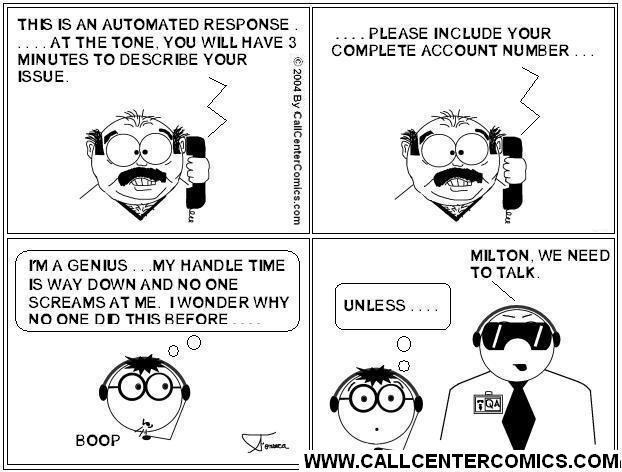 THIS IS AN AUTOMATED RESPONSE .
. . . . AT THE TONE, YOU WILL HAVE 3
MINUTES TO DESCRIBE YOUR
ISSUE.
© 2004 By CallCenterComics.com
. . . . PLEASE INCLUDE YOUR
COMPLETE ACCOUNT NUMBER . . .
I'M A GENIUS . . .MY HANDLE TIME
IS WAY DOWN AND NO ONE
SCREAMS AT ME. I WONDER WHY
NO ONE DID THIS BEFORE . . . .
BOOP
UNLESS . . . .
MILTON, WE NEED
TO TALK.
QA
WWW.CALLCENTERCOMICS.COM